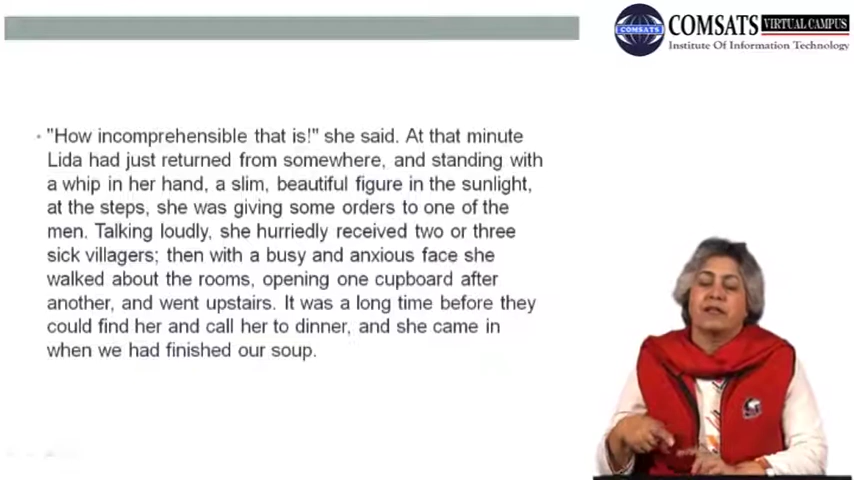 COMSATS
COMSATS VIRTUAL CAMPUS
Institute Of Information Technology
"How incomprehensible that is!" she said. At that minute
Lida had just returned from somewhere, and standing with
a whip in her hand, a slim, beautiful figure in the sunlight,
at the steps, she was giving some orders to one of the
men. Talking loudly, she hurriedly received two or three
sick villagers; then with a busy and anxious face she
walked about the rooms, opening one cupboard after
another, and went upstairs. It was a long time before they
could find her and call her to dinner, and she came in
when we had finished our soup.